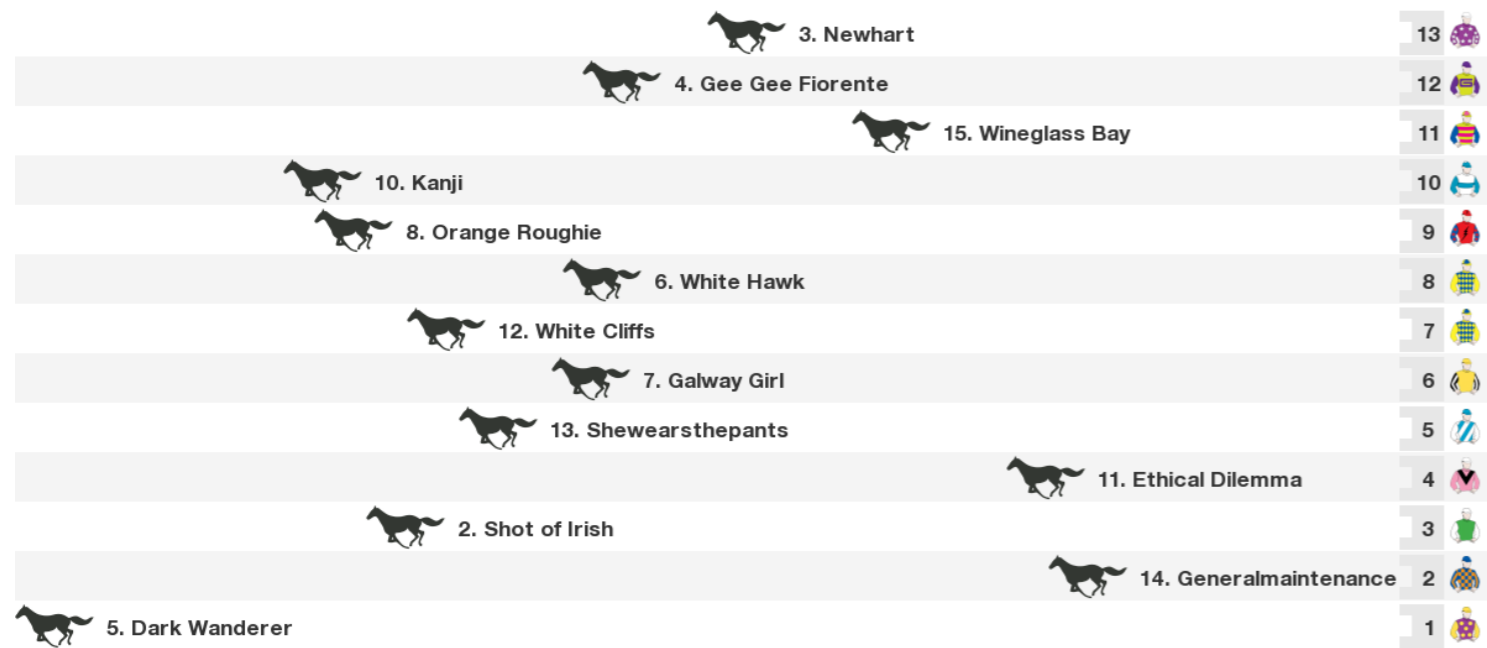 3. Newhart 13
4. Gee Gee Fiorente 12
15. Wineglass Bay 11
10. Kanji 10
8. Orange Roughie 9
6. White Hawk 8
12. White Cliffs 7
7. Galway Girl 6
13. Shewearsthepants 5
11. Ethical Dilemma 4
2. Shot of Irish 3
14. Generalmaintenance 2
5. Dark Wanderer 1